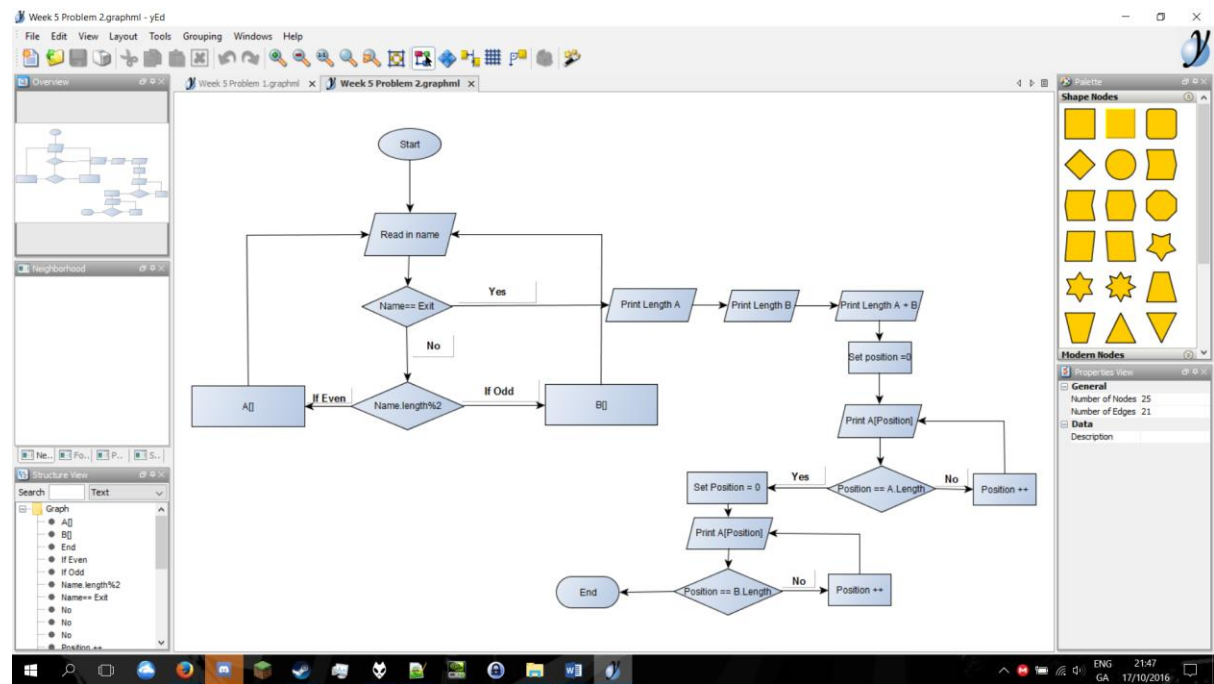 Week 5 Problem 2.graphml - yEd
File Edit View Layout Tools Grouping Windows Help
Overview
Week 5 Problem 1.graphml x Week 5 Problem 2.graphml x
Palette
Shape Nodes
Start
Read in name
Neighborhood
Name== Exit
Yes
Print Length A
Print Length B
Print Length A + B
No
Set position =0
Modern Nodes
Properties View
General
Number of Nodes 25
Number of Edges 21
Data
Description
A[]
If Even
Name.length%2
If Odd
B[]
Print A[Position]
Ne.. Fo.. P.. S..
Structure View
Search Text
Graph
A[]
B[]
End
If Even
If Odd
Name.length%2
Name== Exit
No
No
No
Position ++
Set Position = 0
Yes
Position == A.Length
No
Position ++
Print A[Position]
End
Position == B.Length
No
Position ++
ENG
GA
21:47
17/10/2016